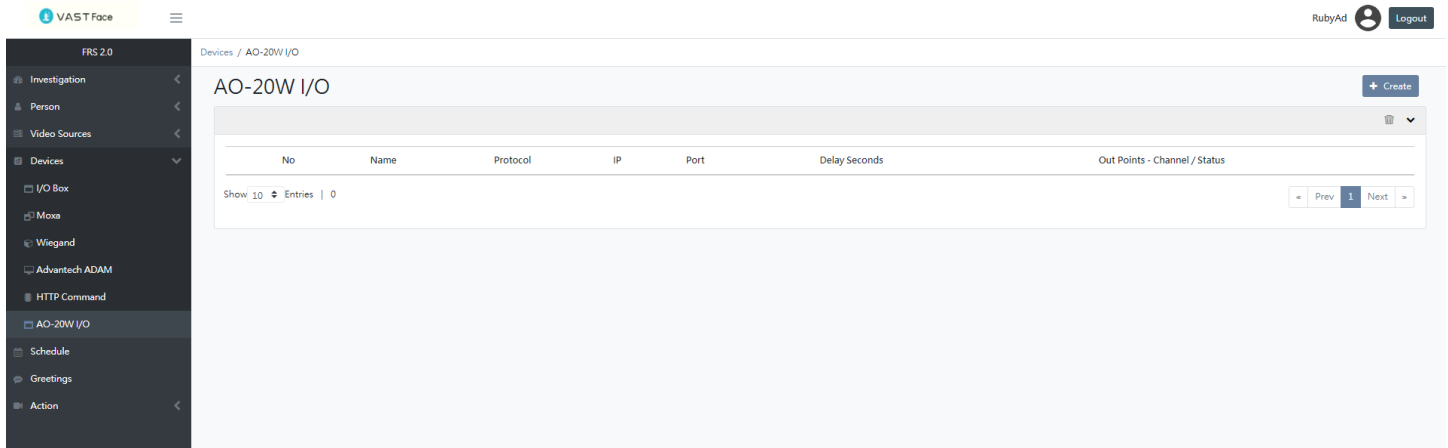 VAST Face
RubyAd
Logout
FRS 2.0
Investigation
Person
Video Sources
Devices
I/O Box
Moxa
Wiegand
Advantech ADAM
HTTP Command
AO-20W I/O
Schedule
Greetings
Action
Devices / AO-20W I/O
AO-20W I/O
+ Create
No Name Protocol IP Port Delay Seconds Out Points - Channel / Status
Show 10 Entries | 0
« Prev 1 Next »